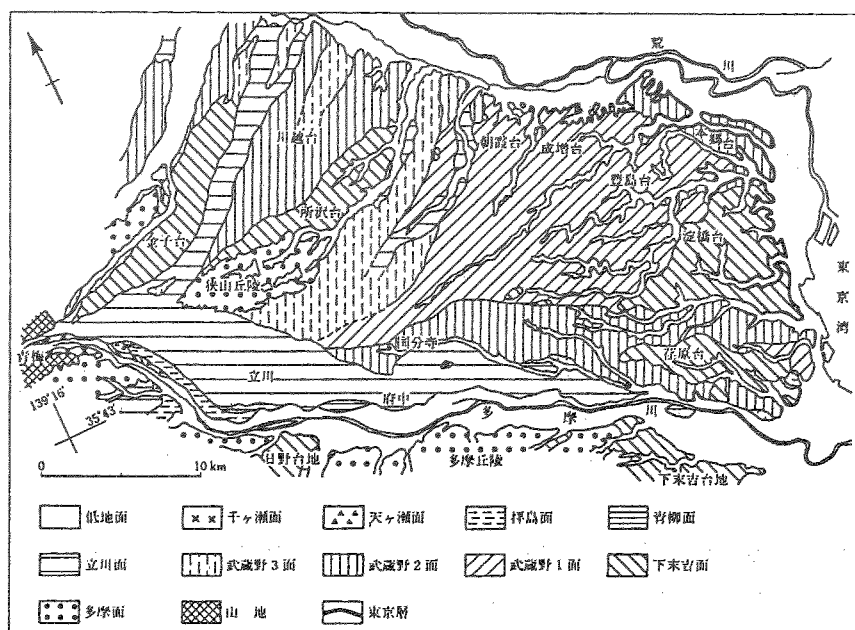 荒
川
川越台
朝霞台
成増台
本郷台
豊島台
所沢台
淀橋台
金子台
狭山丘陵
東京湾
国分寺
荏原台
青梅
立川
府中
多摩川
139°16'
35°43'
0 10 km
日野台地
多摩丘陵
下末吉台地
低地面 千ヶ瀬面 天ヶ瀬面 拝島面 青柳面
立川面 武蔵野3面 武蔵野2面 武蔵野1面 下末吉面
多摩面 山地 東京層